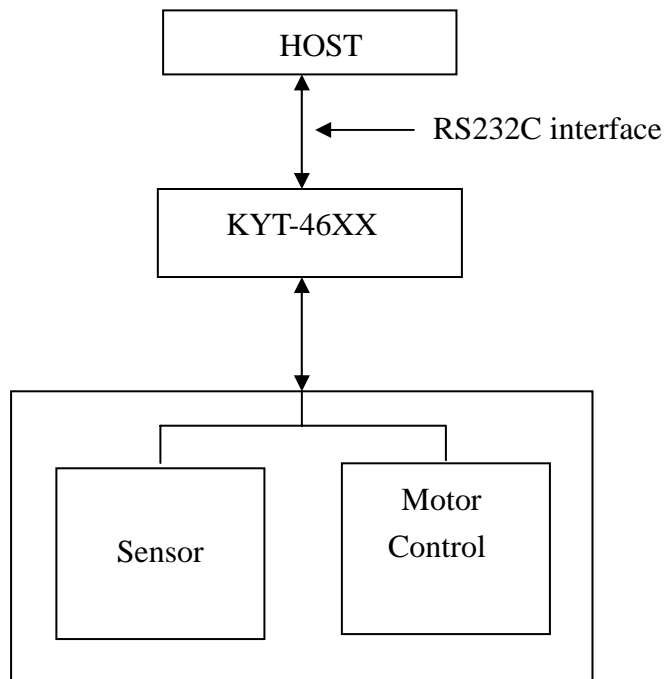 HOST
RS232C interface
KYT-46XX
Sensor
Motor
Control